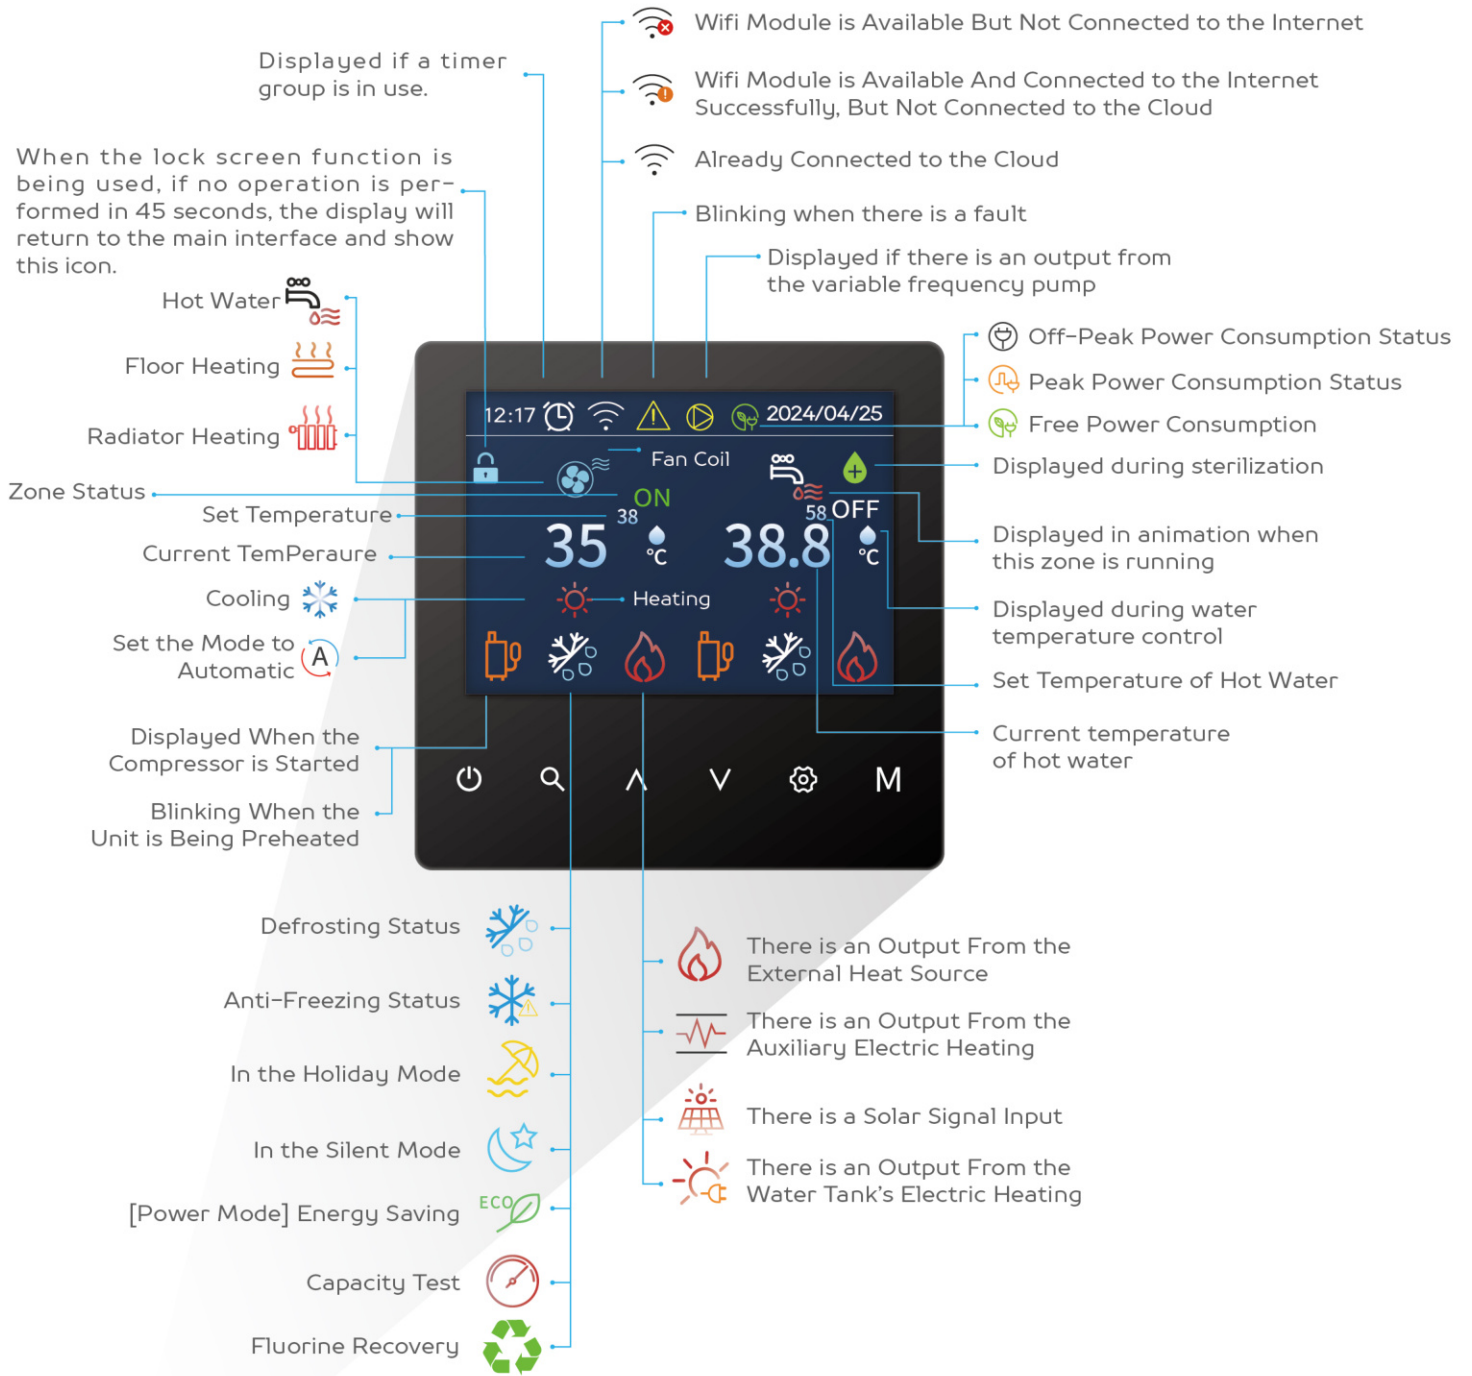 Wifi Module is Available But Not Connected to the Internet
Displayed if a timer
group is in use.
Wifi Module is Available And Connected to the Internet
Successfully, But Not Connected to the Cloud
When the lock screen function is
being used, if no operation is per-
formed in 45 seconds, the display will
return to the main interface and show
this icon.
Already Connected to the Cloud
Blinking when there is a fault
Displayed if there is an output from
the variable frequency pump
Hot Water
Floor Heating
Radiator Heating
Zone Status
Set Temperature
Current TemPeraure
Cooling
Set the Mode to
Automatic
A
Displayed When the
Compressor is Started
Blinking When the
Unit is Being Preheated
12:17
2024/04/25
Fan Coil
ON
38
35
°C
58
OFF
38.8
°C
Heating
M
Off-Peak Power Consumption Status
Peak Power Consumption Status
Free Power Consumption
Displayed during sterilization
Displayed in animation when
this zone is running
Displayed during water
temperature control
Set Temperature of Hot Water
Current temperature
of hot water
Defrosting Status
Anti-Freezing Status
In the Holiday Mode
In the Silent Mode
[Power Mode] Energy Saving
ECO
Capacity Test
Fluorine Recovery
There is an Output From the
External Heat Source
There is an Output From the
Auxiliary Electric Heating
There is a Solar Signal Input
There is an Output From the
Water Tank's Electric Heating